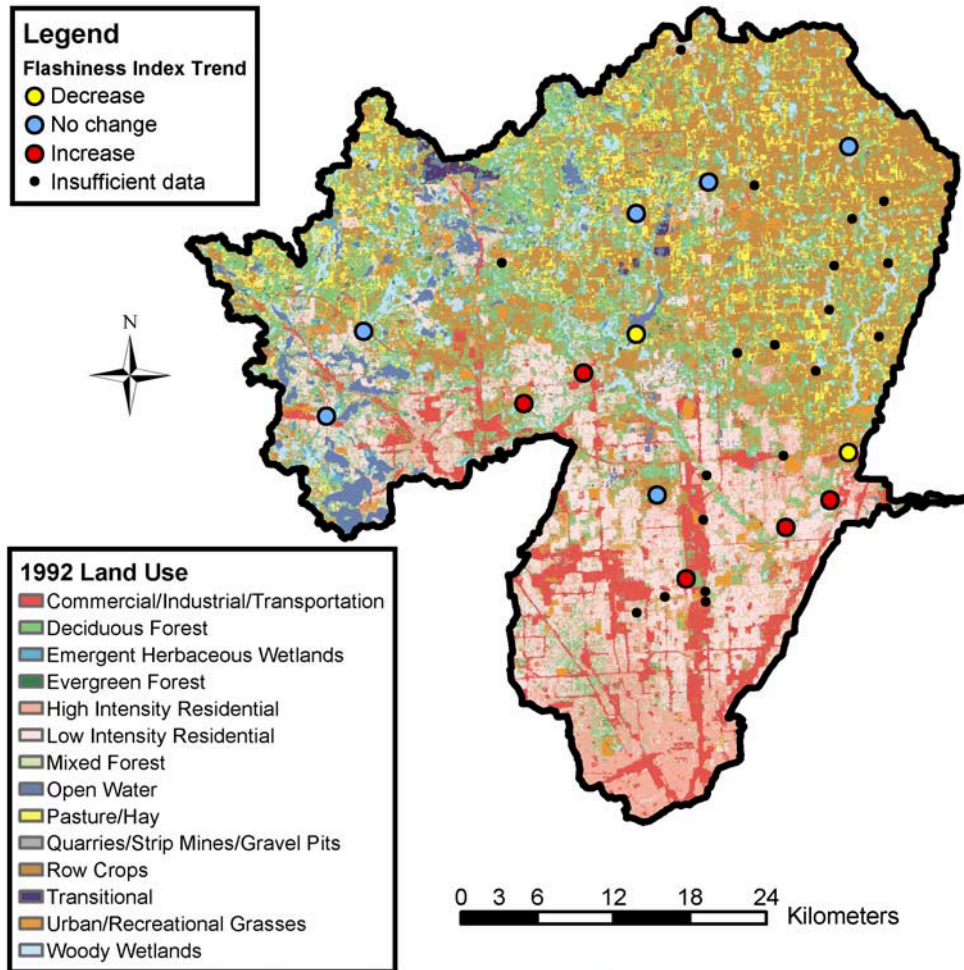 Legend
Flashiness Index Trend
Decrease
No change
Increase
Insufficient data
N
1992 Land Use
Commercial/Industrial/Transportation
Deciduous Forest
Emergent Herbaceous Wetlands
Evergreen Forest
High Intensity Residential
Low Intensity Residential
Mixed Forest
Open Water
Pasture/Hay
Quarries/Strip Mines/Gravel Pits
Row Crops
Transitional
Urban/Recreational Grasses
Woody Wetlands
0 3 6 12 18 24
Kilometers